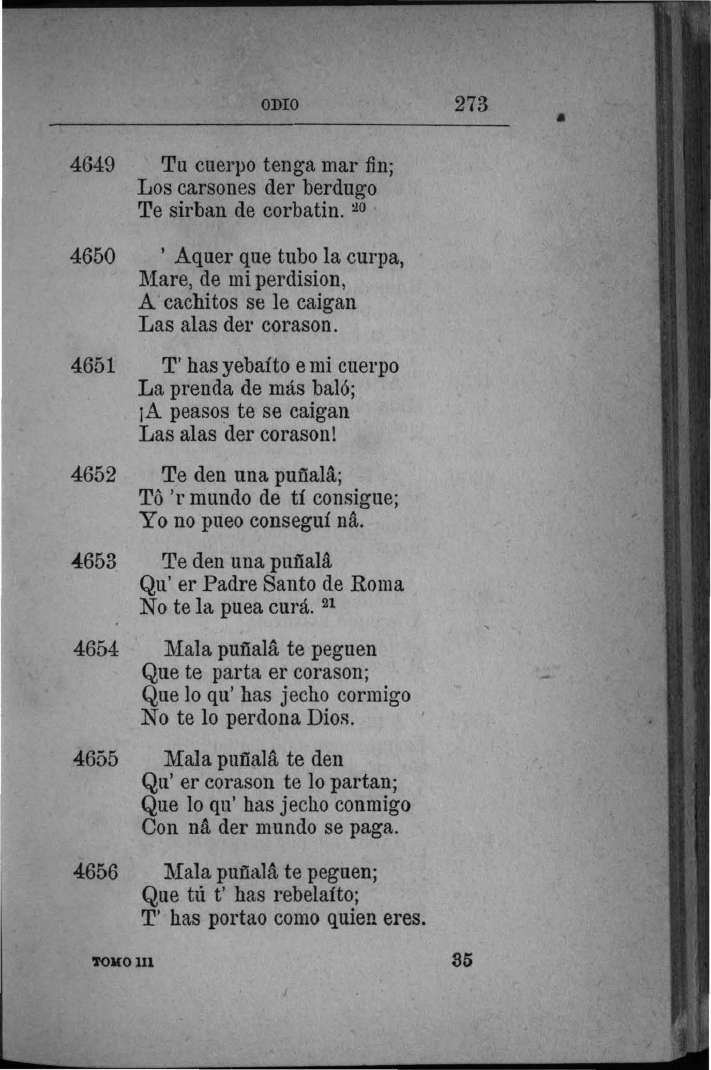 ODIO 273
4649 Tu cuerpo tenga mar fin;
Los carsones der berdugo
Te sirban de corbatin. 20
4650 ' Aquer que tubo la curpa,
Mare, de mi perdision,
A cachitos se le caigan
Las alas der corason.
4651 T' has yebaíto e mi cuerpo
La prenda de más baló;
¡A peasos te se caigan
Las alas der corason!
4652 Te den una puñalâ;
Tô 'r mundo de tí consigue;
Yo no pueo conseguí nâ.
4653 Te den una puñalâ
Qu' er Padre Santo de Roma
No te la puea curá. 21
4654 Mala puñalâ te peguen
Que te parta er corason;
Que lo qu' has jecho cormigo
No te lo perdona Dios.
4655 Mala puñalâ te den
Qu' er corason te lo partan;
Que lo qu' has jecho conmigo
Con nâ der mundo se paga.
4656 Mala puñalâ te peguen;
Que tú t' has rebelaíto;
T' has portao como quien eres.
TOMO III 35